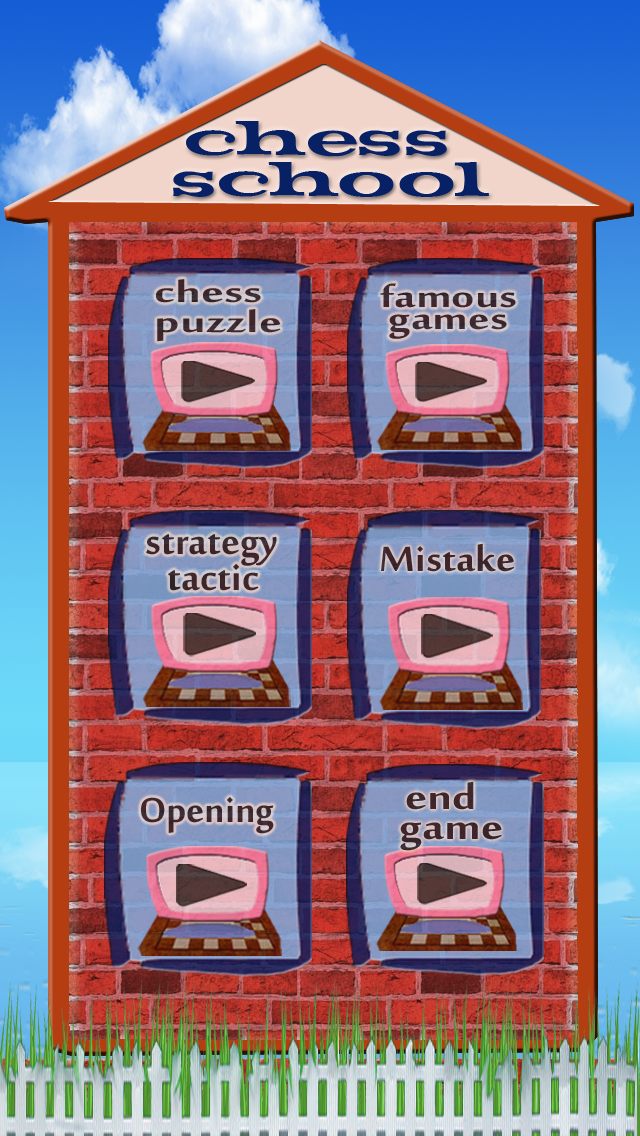 chess
school
chess
puzzle
famous
games
strategy
tactic
Mistake
Opening
end
game